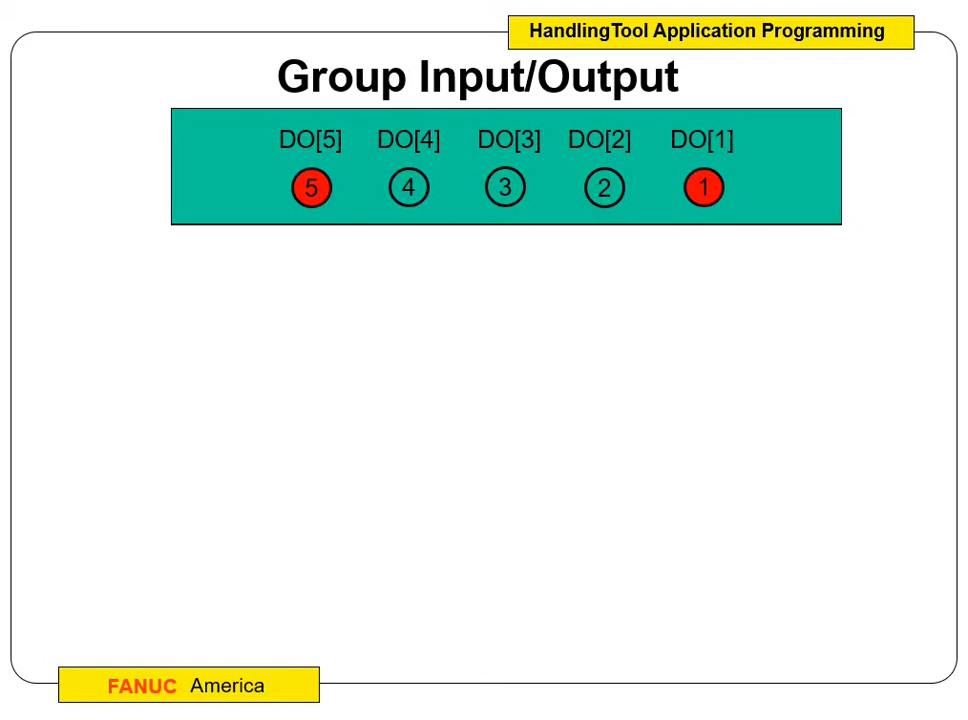 HandlingTool Application Programming
Group Input/Output
DO[5] DO[4] DO[3] DO[2] DO[1]
5 4 3 2 1
FANUC America